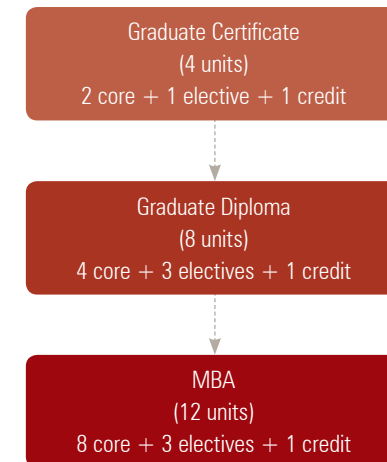 Graduate Certificate
(4 units)
2 core + 1 elective + 1 credit
Graduate Diploma
(8 units)
4 core + 3 electives + 1 credit
MBA
(12 units)
8 core + 3 electives + 1 credit